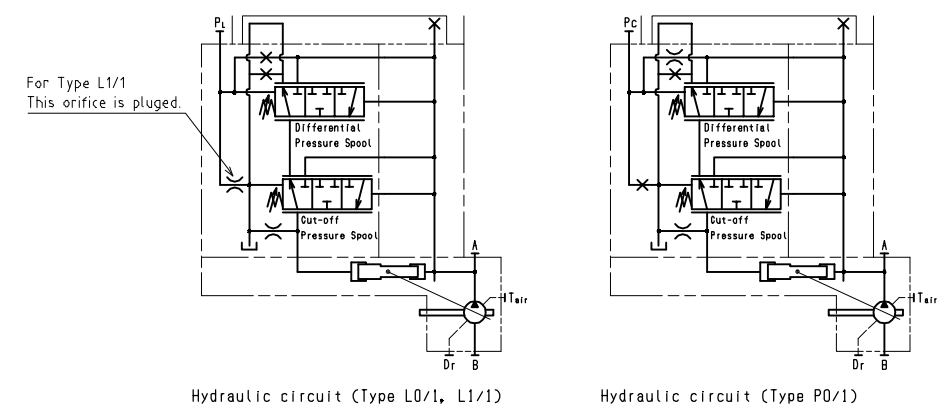 PL
For Type L1/1
This orifice is pluged.
Differential
Pressure Spool
Cut-off
Pressure Spool
A
Tair
Dr
B
Hydraulic circuit (Type L0/1, L1/1)
PC
Differential
Pressure Spool
Cut-off
Pressure Spool
A
Tair
Dr
B
Hydraulic circuit (Type P0/1)